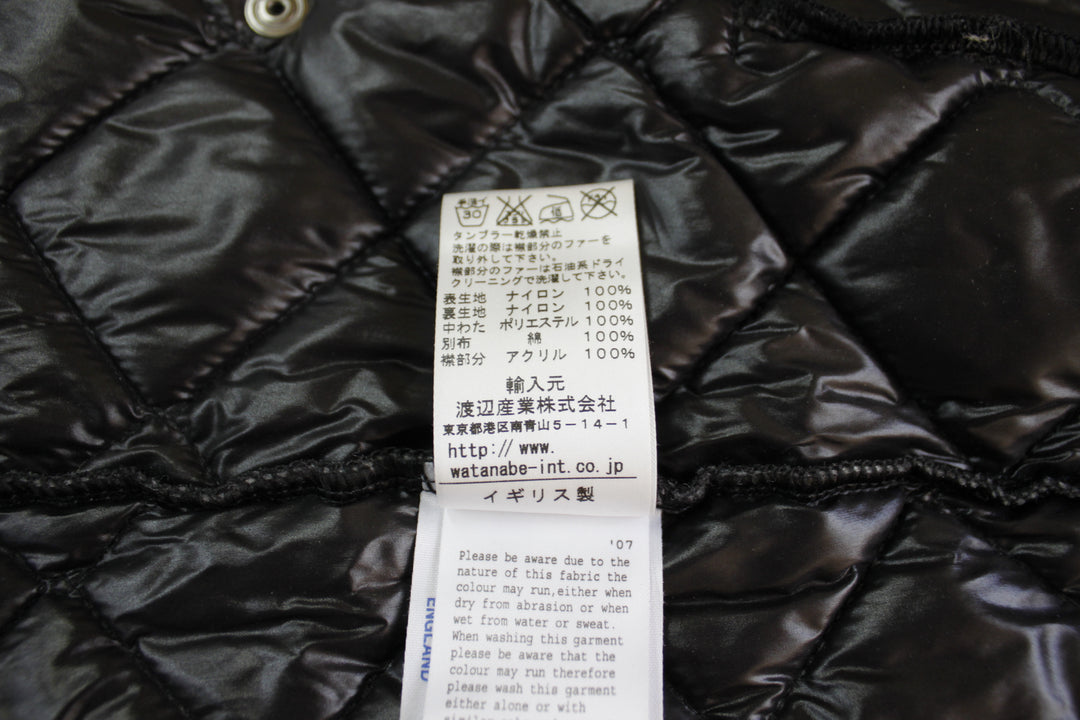 手洗イ
30
低
タンブラー乾燥禁止
洗濯の際は襟部分のファーを
取り外して下さい。
襟部分のファーは石油系ドライ
クリーニングで洗濯して下さい。
表生地 ナイロン 100%
裏生地 ナイロン 100%
中わた ポリエステル 100%
別布 綿 100%
襟部分 アクリル 100%
輸入元
渡辺産業株式会社
東京都港区南青山5-14-1
http://www.
watanabe-int.co.jp
イギリス製
'07
Please be aware due to the
nature of this fabric the
colour may run,either when
dry from abrasion or when
wet from water or sweat.
When washing this garment
please be aware that the
colour may run therefore
please wash this garment
either alone or with
ENGLAND